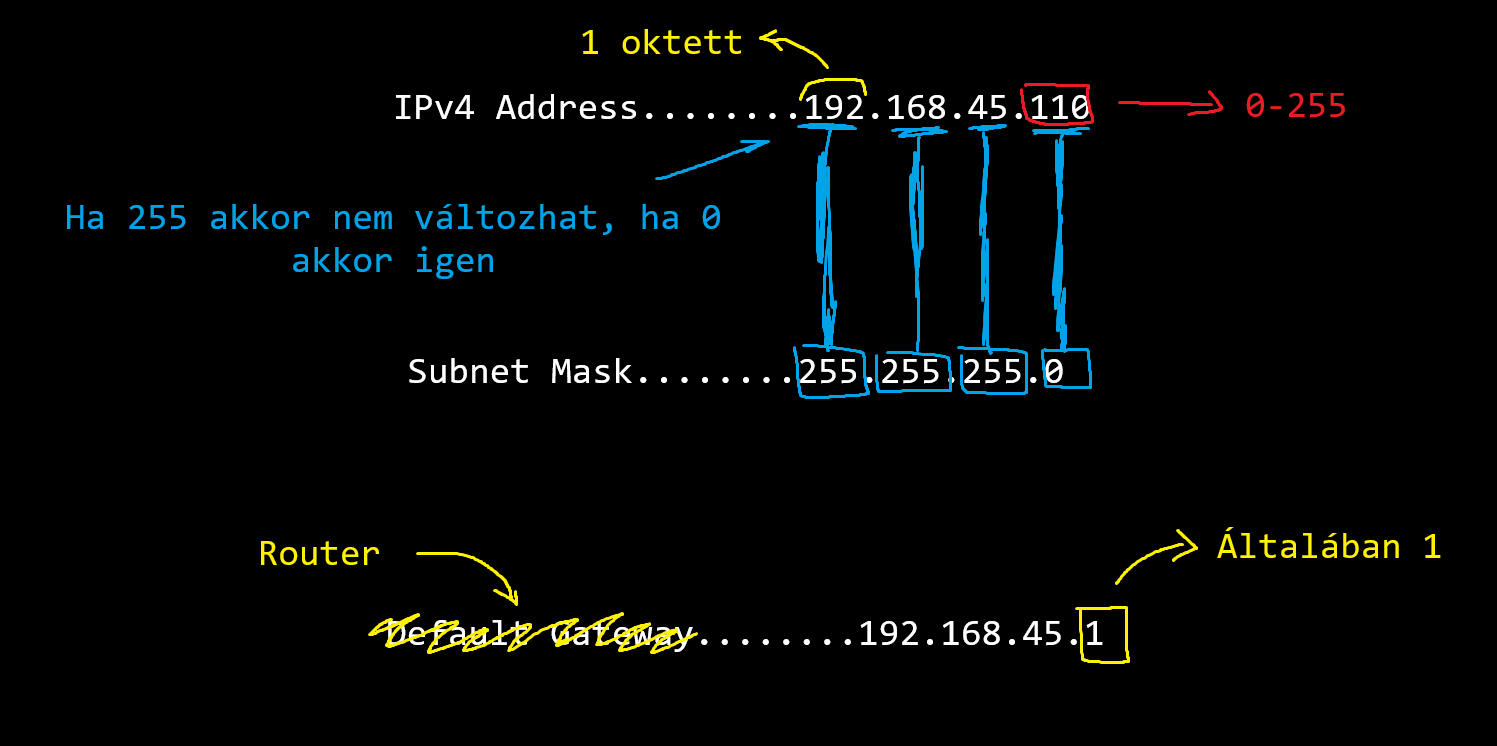 1 oktett
IPv4 Address........192.168.45.110
0-255
Ha 255 akkor nem változhat, ha 0
akkor igen
Subnet Mask........255.255.255.0
Router
Általában 1
Default Gateway........192.168.45.1